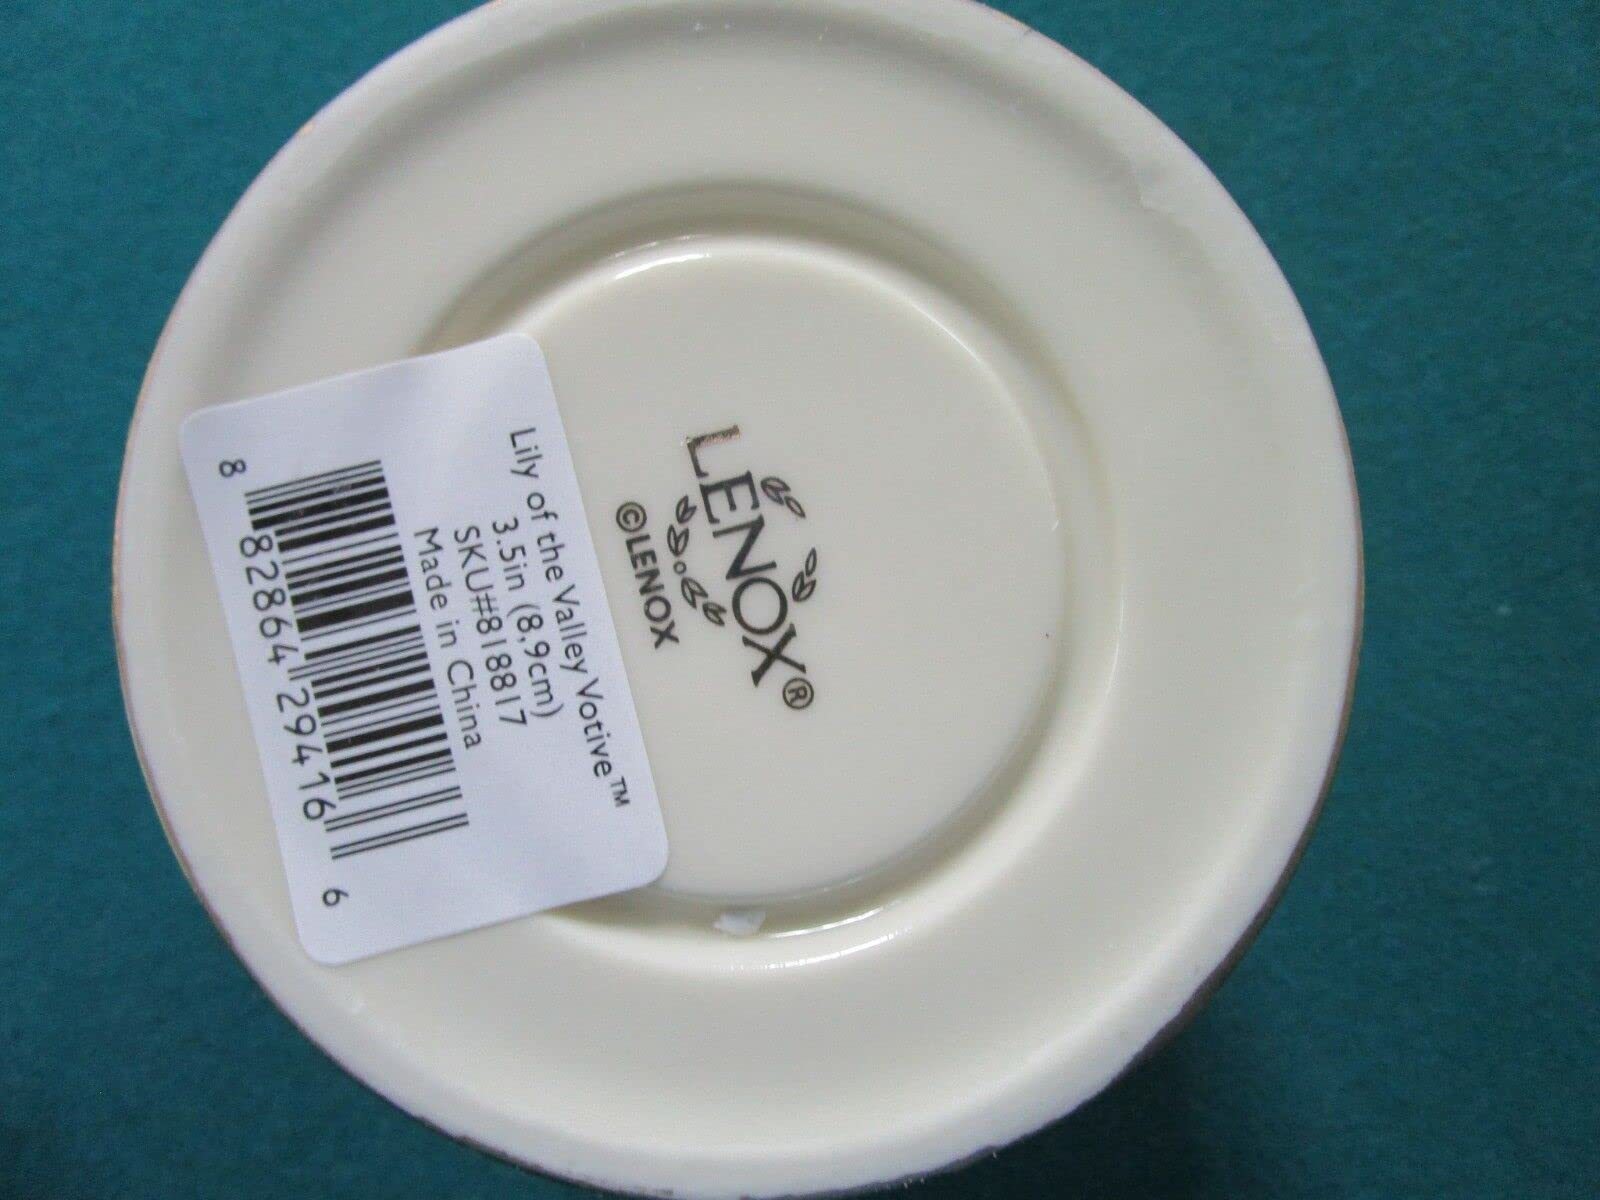 LENOX®
©LENOX
Lily of the Valley Votive™
3.5in (8,9cm)
SKU#818817
Made in China
8 82864 29416 6